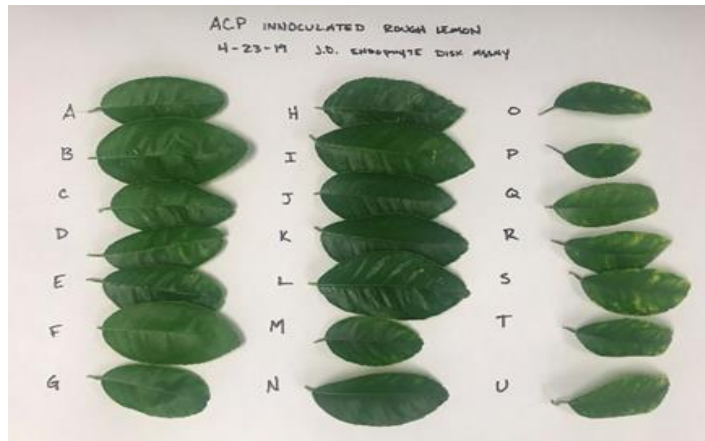 ACP INNOCULATED ROUGH LEMON
4-23-19 J.D. ENDOPHYTE DISK ASSAY
A
B
C
D
E
F
G
H
I
J
K
L
M
N
O
P
Q
R
S
T
U